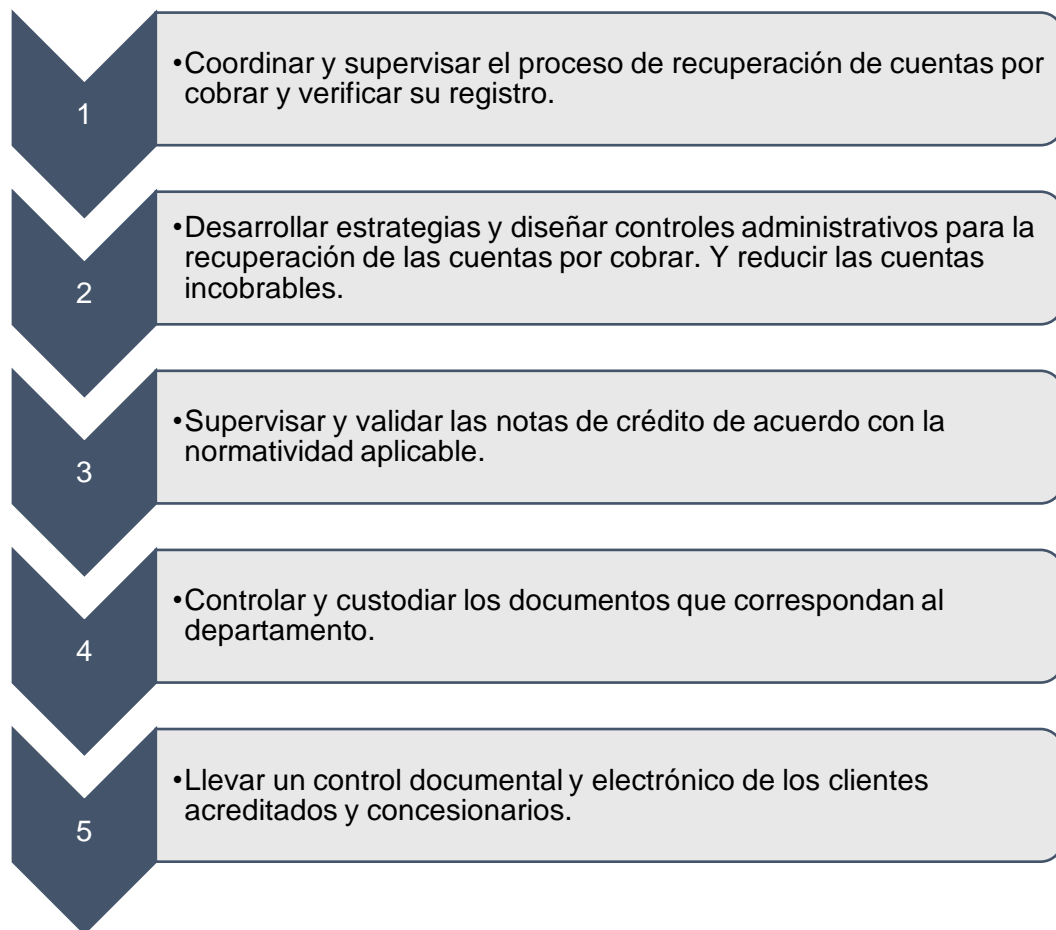 1
•Coordinar y supervisar el proceso de recuperación de cuentas por
cobrar y verificar su registro.
2
•Desarrollar estrategias y diseñar controles administrativos para la
recuperación de las cuentas por cobrar. Y reducir las cuentas
incobrables.
3
•Supervisar y validar las notas de crédito de acuerdo con la
normatividad aplicable.
4
•Controlar y custodiar los documentos que correspondan al
departamento.
5
•Llevar un control documental y electrónico de los clientes
acreditados y concesionarios.